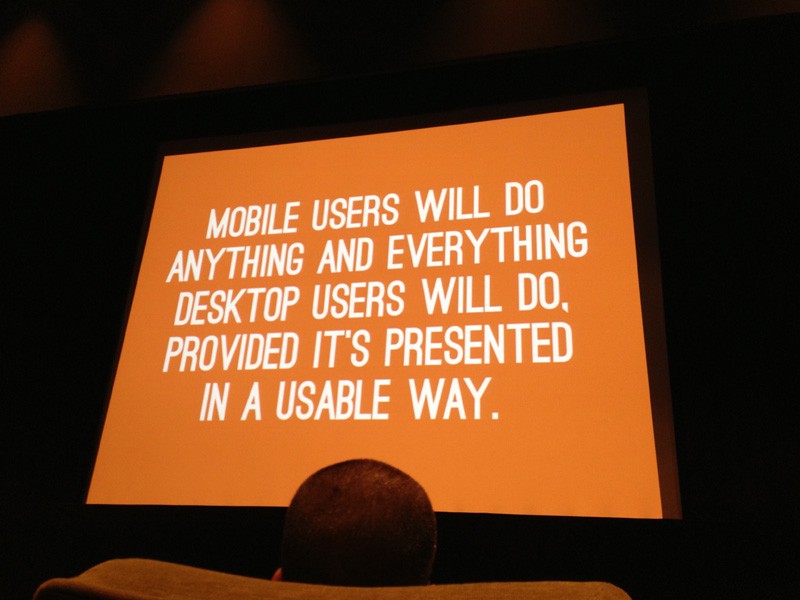 MOBILE USERS WILL DO
ANYTHING AND EVERYTHING
DESKTOP USERS WILL DO,
PROVIDED IT'S PRESENTED
IN A USABLE WAY.